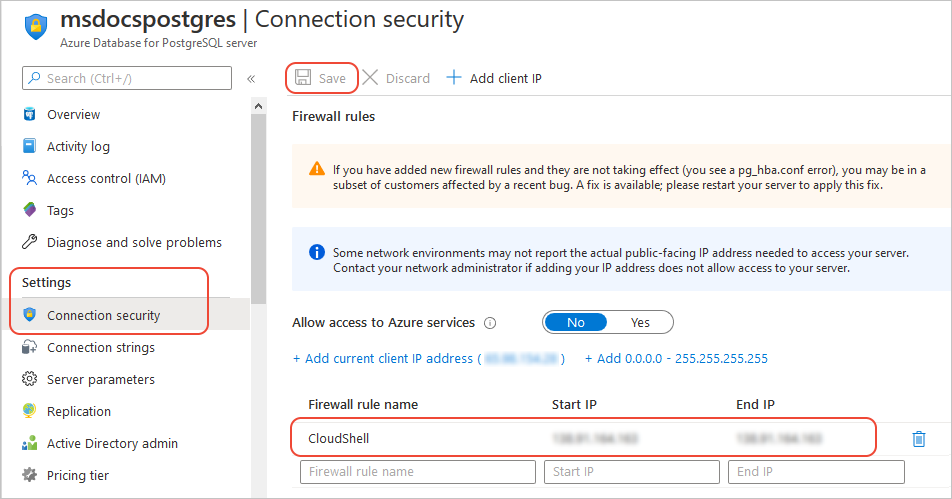 msdocspostgres | Connection security
Azure Database for PostgreSQL server
Search (Ctrl+/)
«
Overview
Activity log
Access control (IAM)
Tags
Diagnose and solve problems
Settings
Connection security
Connection strings
Server parameters
Replication
Active Directory admin
Pricing tier
Save
Discard
Add client IP
Firewall rules
If you have added new firewall rules and they are not taking effect (you see a pg_hba.conf error), you may be in a
subset of customers affected by a recent bug. A fix is available; please restart your server to apply this fix.
Some network environments may not report the actual public-facing IP address needed to access your server.
Contact your network administrator if adding your IP address does not allow access to your server.
Allow access to Azure services No Yes
+ Add current client IP address ( ) + Add 0.0.0.0 - 255.255.255.255
Firewall rule name Start IP End IP
CloudShell
Firewall rule name Start IP End IP